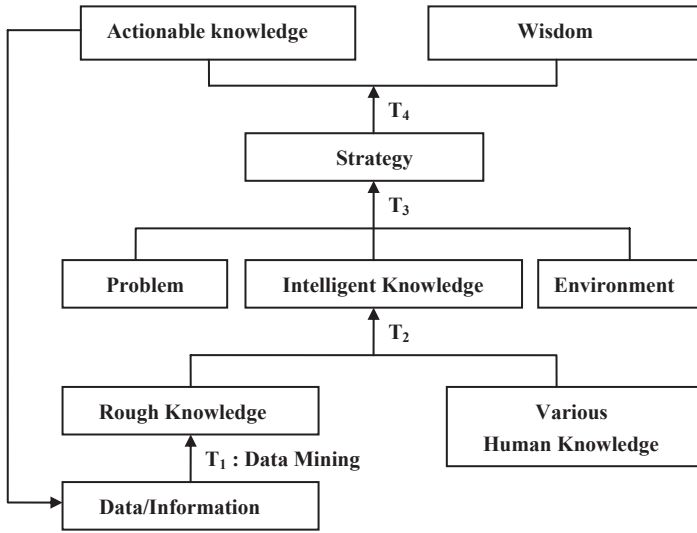 Actionable knowledge
Wisdom
T₄
Strategy
T₃
Problem
Intelligent Knowledge
Environment
T₂
Rough Knowledge
Various
Human Knowledge
T₁ : Data Mining
Data/Information